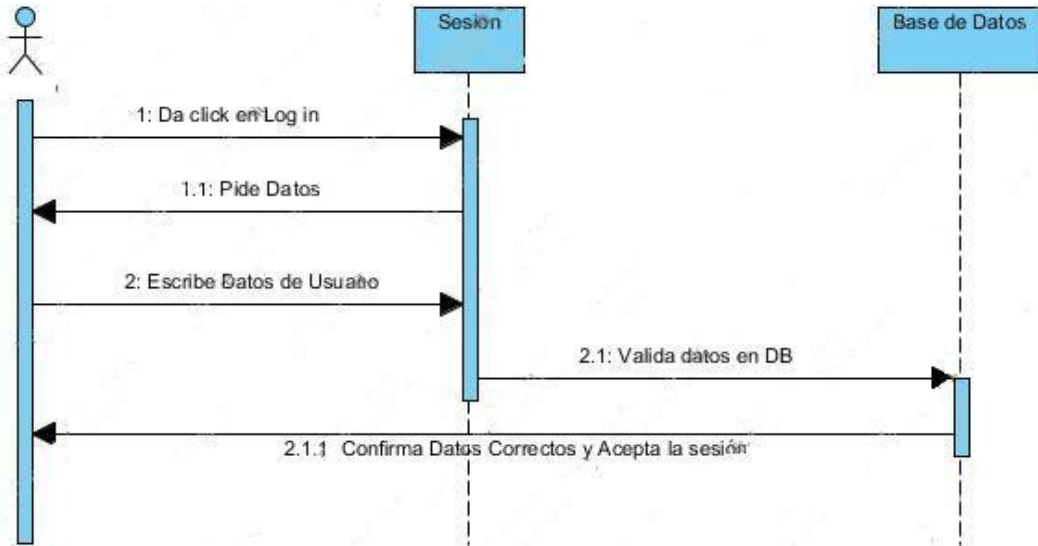 Sesión
Base de Datos
1: Da click en Log in
1.1: Pide Datos
2: Escribe Datos de Usuario
2.1: Valida datos en DB
2.1.1 Confirma Datos Correctos y Acepta la sesión